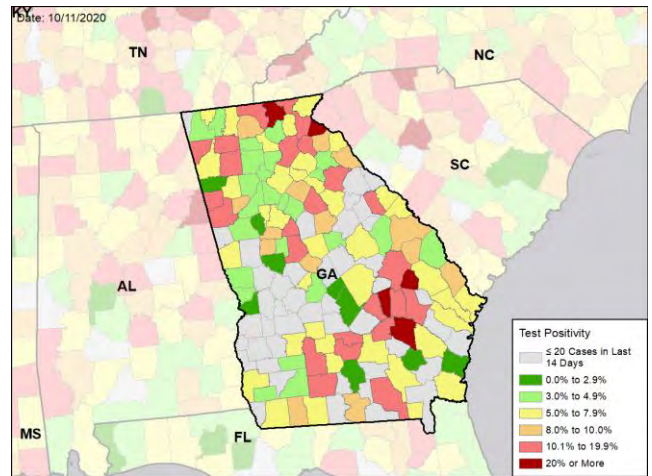 KY
Date: 10/11/2020
TN
NC
SC
GA
AL
MS
FL
Test Positivity
≤ 20 Cases in Last
14 Days
0.0% to 2.9%
3.0% to 4.9%
5.0% to 7.9%
8.0% to 10.0%
10.1% to 19.9%
20% or More